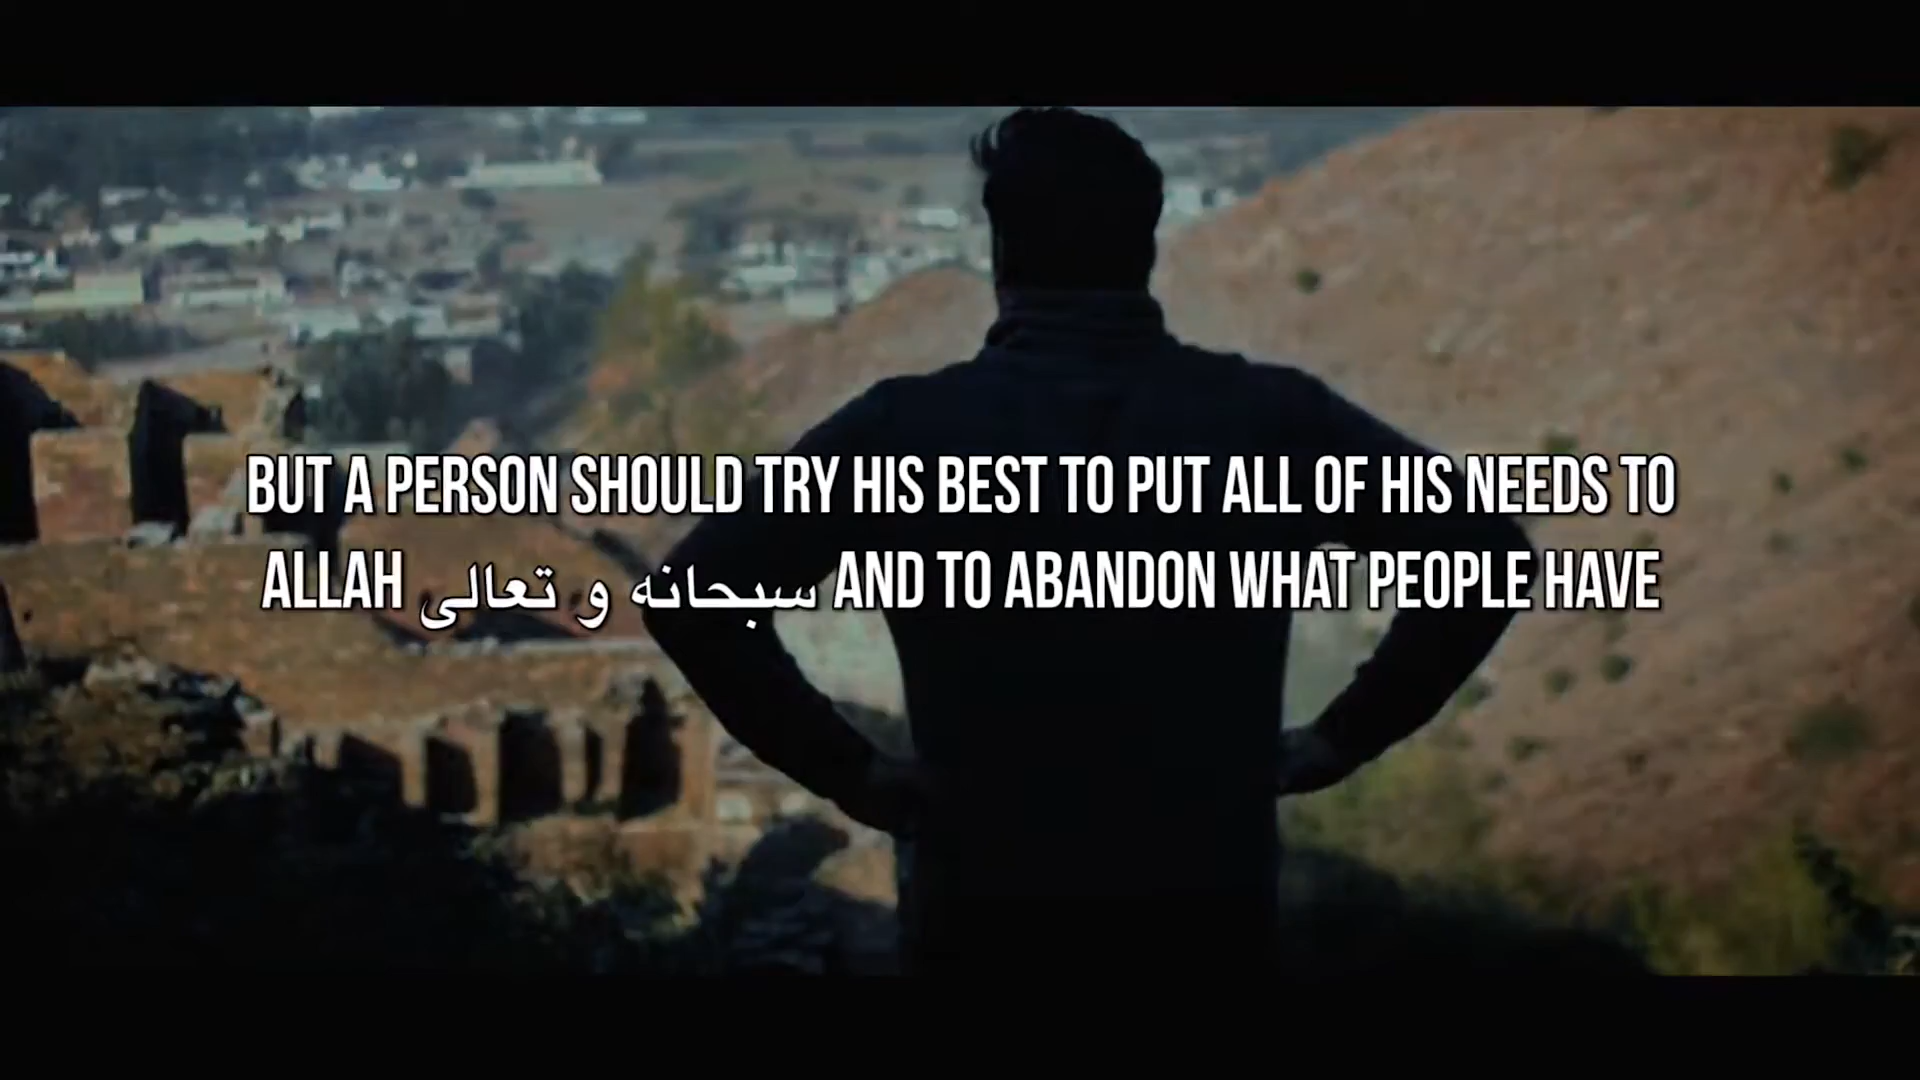 BUT A PERSON SHOULD TRY HIS BEST TO PUT ALL OF HIS NEEDS TO
ALLAH سبحانه و تعالى AND TO ABANDON WHAT PEOPLE HAVE